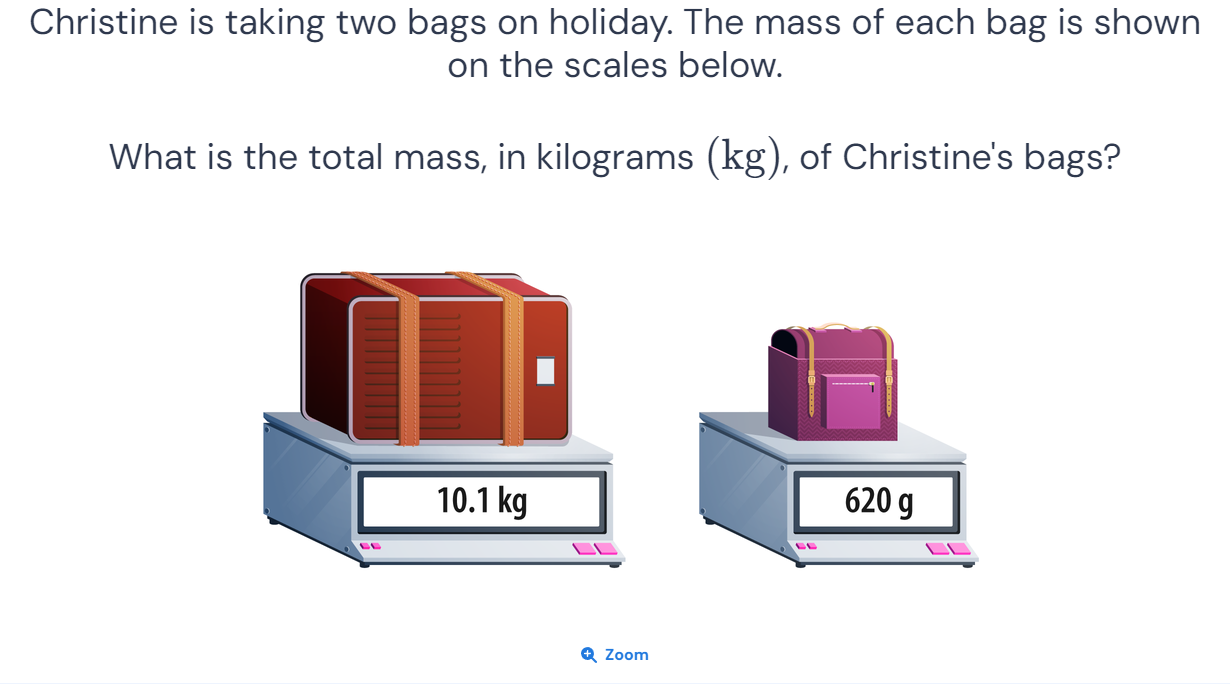 Christine is taking two bags on holiday. The mass of each bag is shown
on the scales below.
What is the total mass, in kilograms (kg), of Christine's bags?
10.1 kg
620 g
Zoom